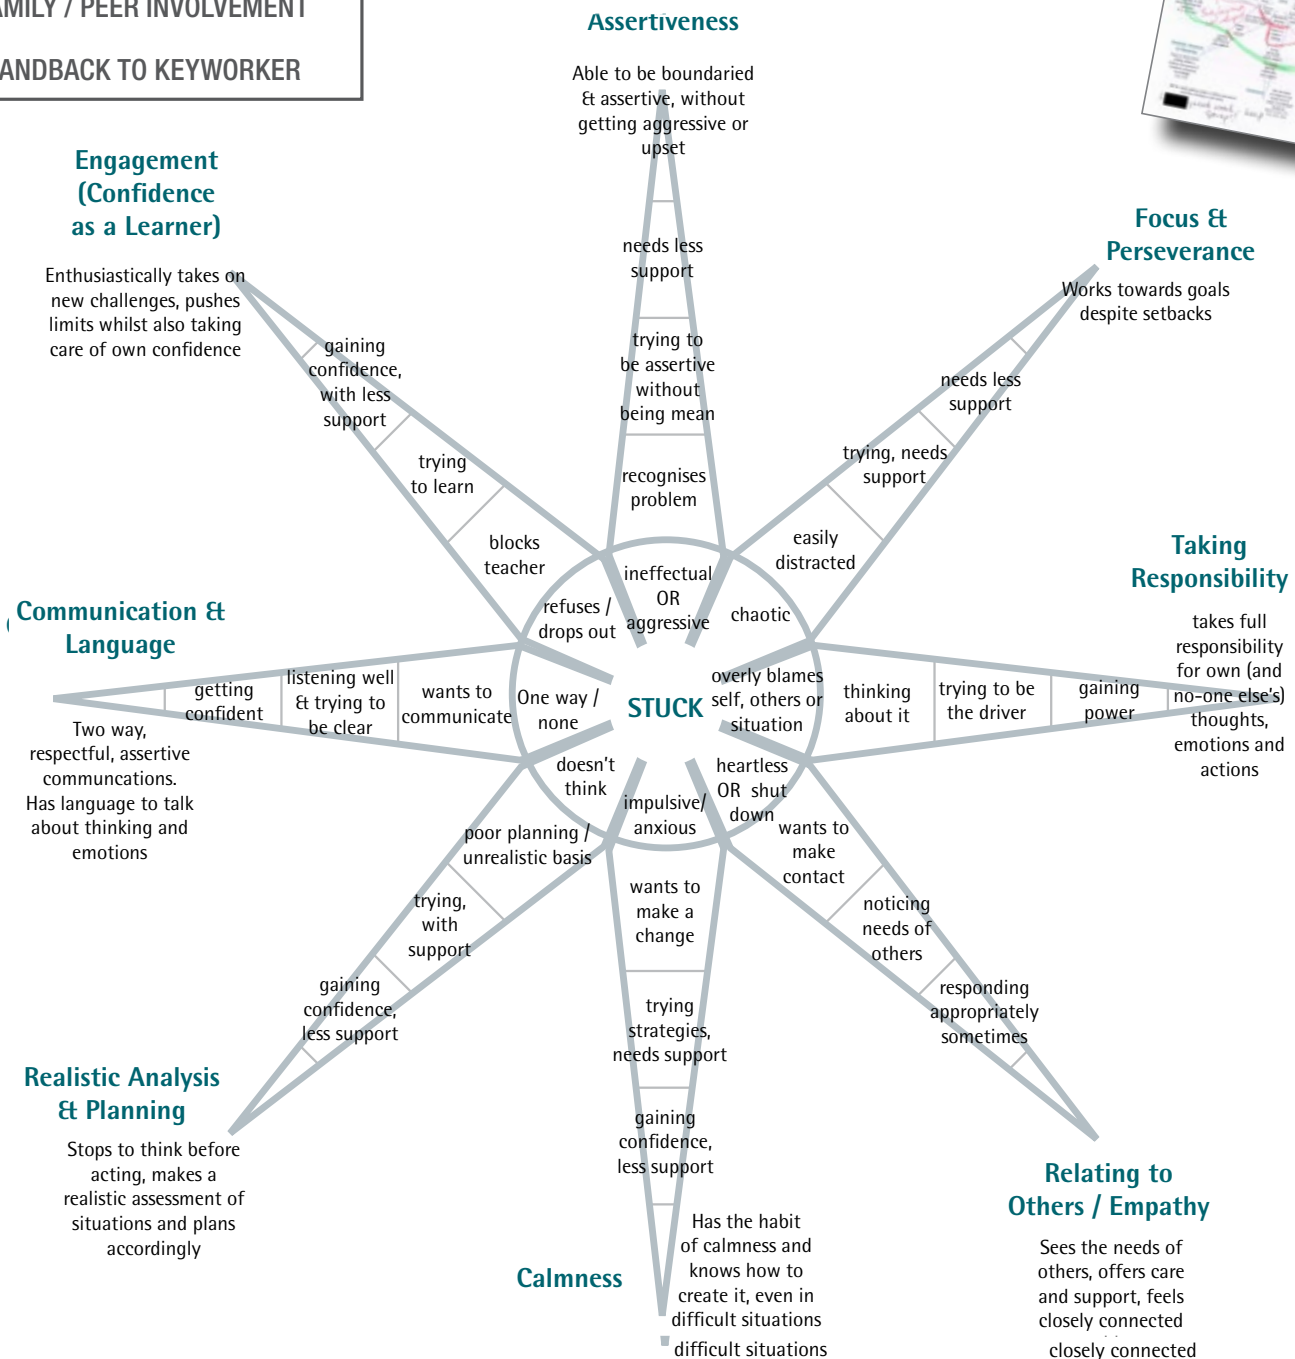 AMILY / PEER INVOLVEMENT
ANDBACK TO KEYWORKER
Assertiveness
Able to be boundaried
& assertive, without
getting aggressive or
upset
needs less
support
trying to
be assertive
without
being mean
recognises
problem
ineffectual
OR
aggressive
Focus &
Perseverance
Works towards goals
despite setbacks
needs less
support
trying, needs
support
easily
distracted
chaotic
Taking
Responsibility
takes full
responsibility
for own (and
no-one else's)
thoughts,
emotions and
actions
gaining
power
trying to be
the driver
thinking
about it
overly blames
self, others or
situation
Relating to
Others / Empathy
Sees the needs of
others, offers care
and support, feels
closely connected
closely connected
responding
appropriately
sometimes
noticing
needs of
others
wants to
make
contact
heartless
OR shut
down
Calmness
Has the habit
of calmness and
knows how to
create it, even in
difficult situations
difficult situations
gaining
confidence,
less support
trying
strategies,
needs support
wants to
make a
change
impulsive/
anxious
Realistic Analysis
& Planning
Stops to think before
acting, makes a
realistic assessment of
situations and plans
accordingly
gaining
confidence,
less support
trying,
with
support
poor planning /
unrealistic basis
doesn't
think
Communication &
Language
Two way,
respectful, assertive
communcations.
Has language to talk
about thinking and
emotions
getting
confident
listening well
& trying to
be clear
wants to
communicate
One way /
none
Engagement
(Confidence
as a Learner)
Enthusiastically takes on
new challenges, pushes
limits whilst also taking
care of own confidence
gaining
confidence,
with less
support
trying
to learn
blocks
teacher
refuses /
drops out
STUCK